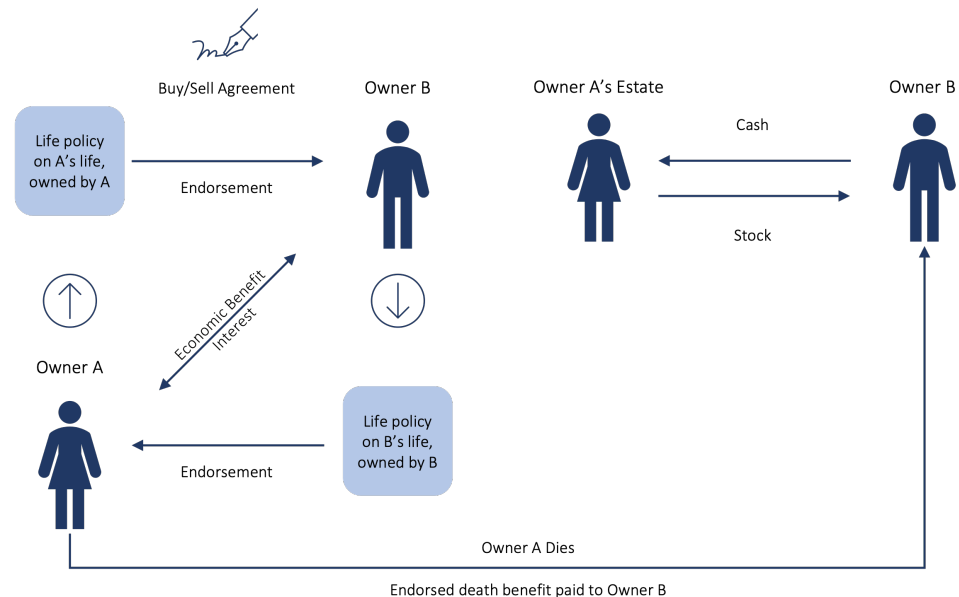 Buy/Sell Agreement
Owner B
Owner A’s Estate
Owner B
Life policy
on A’s life,
owned by A
Endorsement
Cash
Stock
Economic Benefit
Interest
Owner A
Life policy
on B’s life,
owned by B
Endorsement
Owner A Dies
Endorsed death benefit paid to Owner B